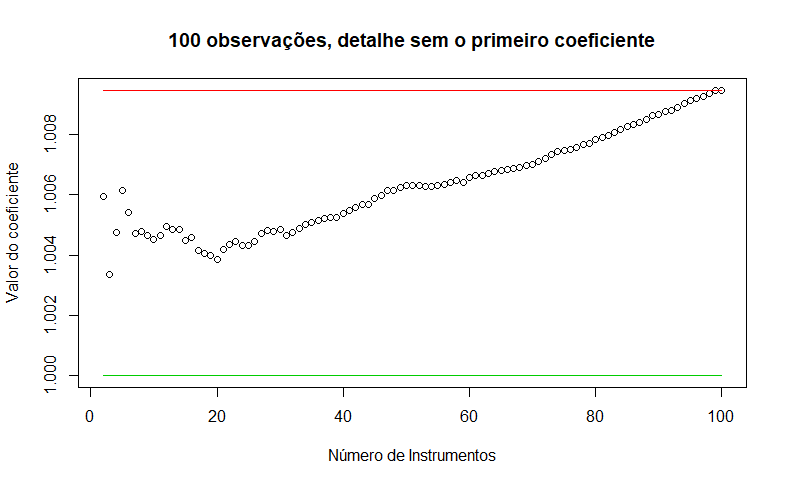 100 observações, detalhe sem o primeiro coeficiente
Valor do coeficiente
1.008
1.006
1.004
1.002
1.000
0 20 40 60 80 100
Número de Instrumentos